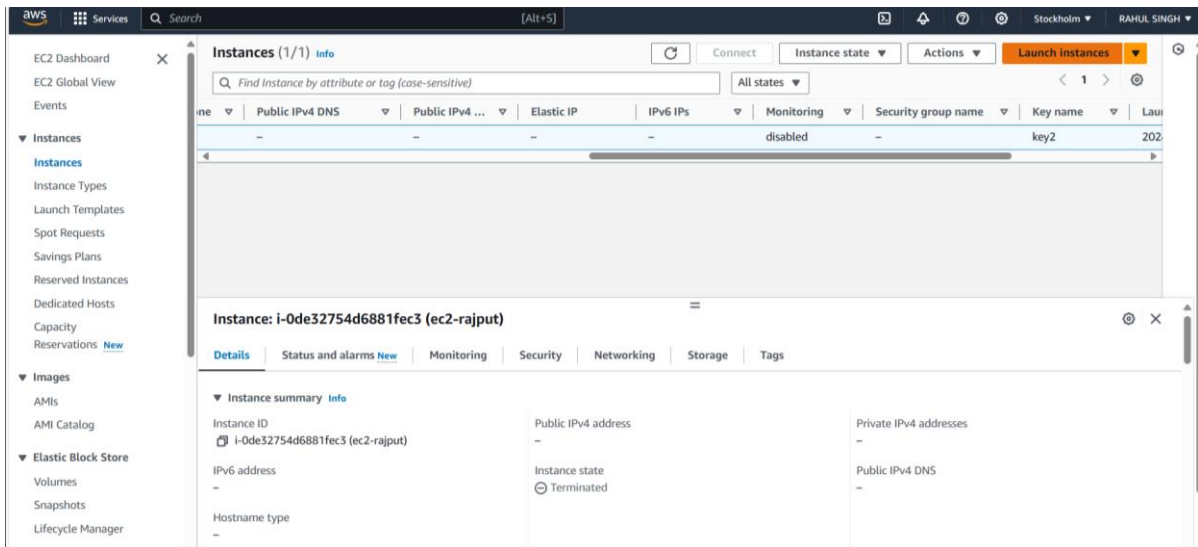 aws Services Search [Alt+S] Stockholm ▼ RAHUL SINGH ▼
EC2 Dashboard
EC2 Global View
Events
▼ Instances
Instances
Instance Types
Launch Templates
Spot Requests
Savings Plans
Reserved Instances
Dedicated Hosts
Capacity
Reservations New
▼ Images
AMIs
AMI Catalog
▼ Elastic Block Store
Volumes
Snapshots
Lifecycle Manager
Instances (1/1) Info Connect Instance state ▼ Actions ▼ Launch instances ▼
Find Instance by attribute or tag (case-sensitive) All states ▼ < 1 >
ne Public IPv4 DNS Public IPv4 ... Elastic IP IPv6 IPs Monitoring Security group name Key name Lau
– – – – disabled – key2 202
Instance: i-0de32754d6881fec3 (ec2-rajput)
Details Status and alarms New Monitoring Security Networking Storage Tags
▼ Instance summary Info
Instance ID Public IPv4 address Private IPv4 addresses
i-0de32754d6881fec3 (ec2-rajput) – –
IPv6 address Instance state Public IPv4 DNS
– Terminated –
Hostname type
–